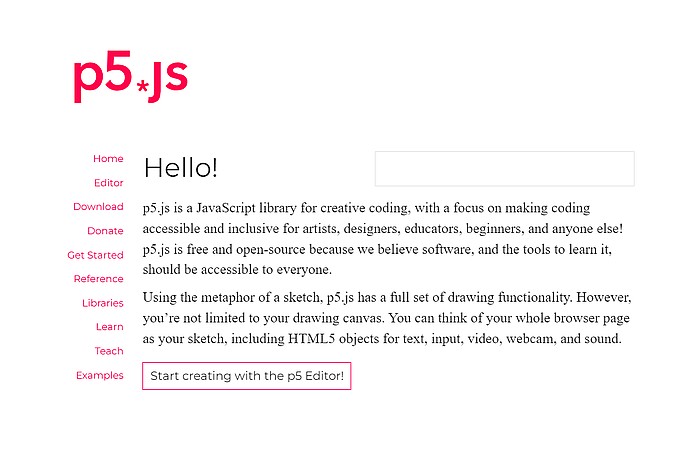 p5.js
Home
Editor
Download
Donate
Get Started
Reference
Libraries
Learn
Teach
Examples
Hello!
p5.js is a JavaScript library for creative coding, with a focus on making coding
accessible and inclusive for artists, designers, educators, beginners, and anyone else!
p5.js is free and open-source because we believe software, and the tools to learn it,
should be accessible to everyone.
Using the metaphor of a sketch, p5.js has a full set of drawing functionality. However,
you’re not limited to your drawing canvas. You can think of your whole browser page
as your sketch, including HTML5 objects for text, input, video, webcam, and sound.
Start creating with the p5 Editor!